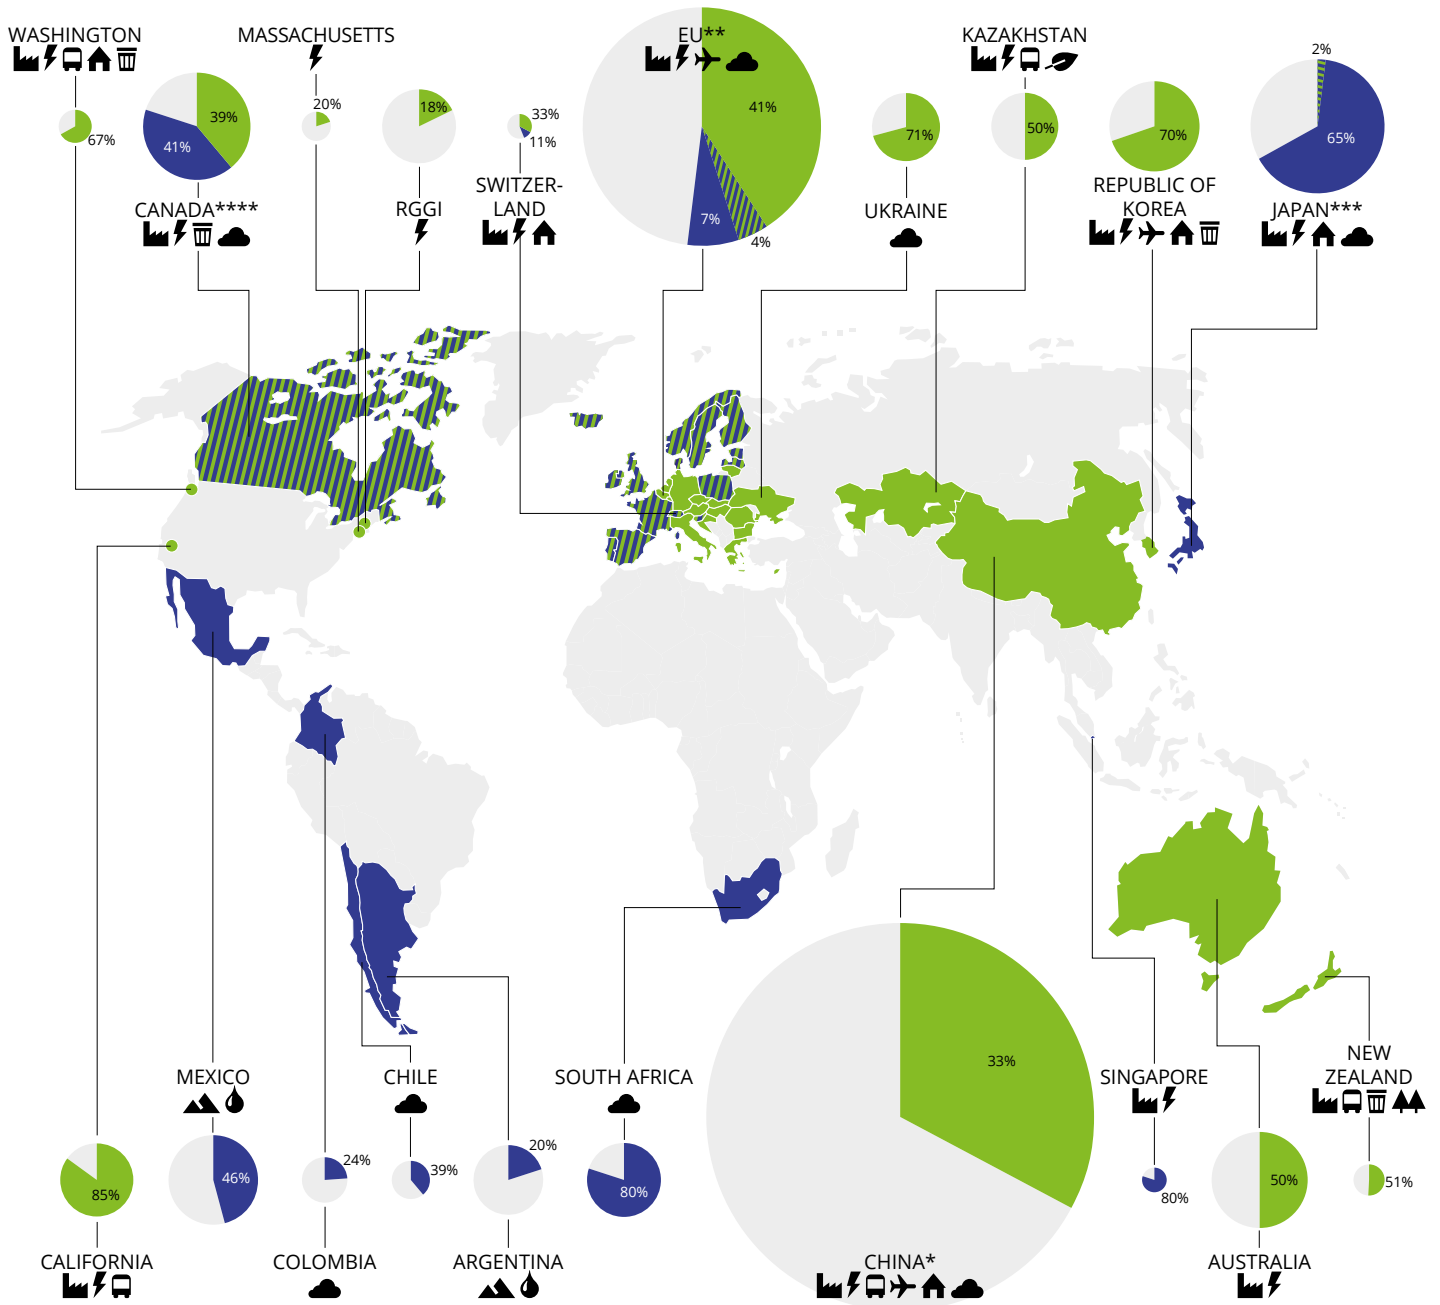 WASHINGTON
MASSACHUSETTS
EU**
KAZAKHSTAN
2%
20%
18%
33%
39%
41%
50%
65%
71%
70%
67%
41%
11%
SWITZER-
LAND
REPUBLIC OF
KOREA
CANADA****
RGGI
7%
4%
UKRAINE
JAPAN***
33%
MEXICO
CHILE
SOUTH AFRICA
SINGAPORE
NEW
ZEALAND
85%
46%
24%
39%
20%
80%
80%
50%
51%
CALIFORNIA
COLOMBIA
ARGENTINA
CHINA*
AUSTRALIA